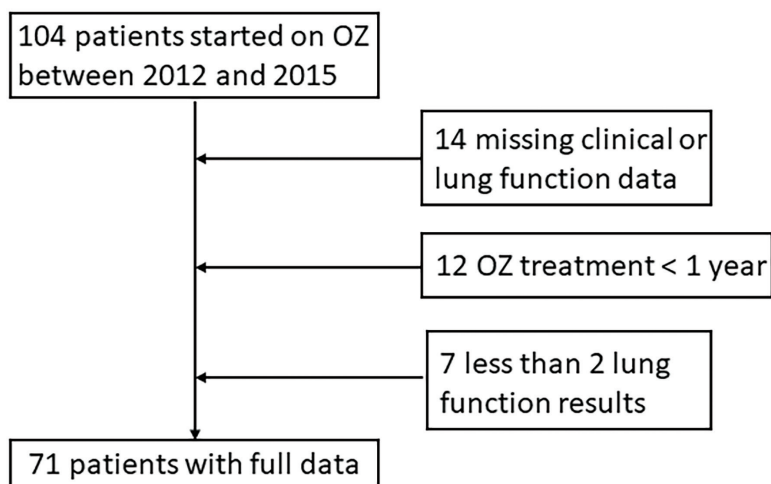 104 patients started on OZ
between 2012 and 2015
14 missing clinical or
lung function data
12 OZ treatment < 1 year
7 less than 2 lung
function results
71 patients with full data